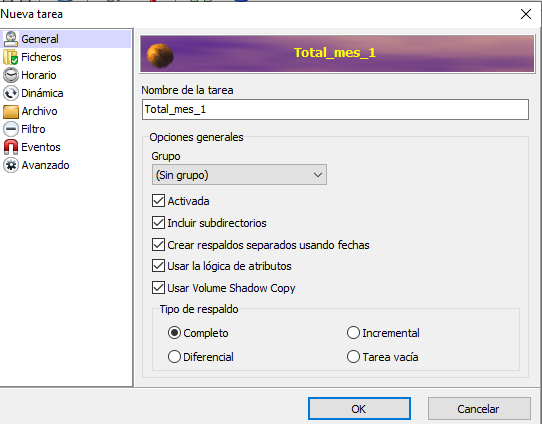 Nueva tarea
General
Ficheros
Horario
Dinámica
Archivo
Filtro
Eventos
Avanzado
Total_mes_1
Nombre de la tarea
Total_mes_1
Opciones generales
Grupo
(Sin grupo)
Activada
Incluir subdirectorios
Crear respaldos separados usando fechas
Usar la lógica de atributos
Usar Volume Shadow Copy
Tipo de respaldo
Completo
Incremental
Diferencial
Tarea vacía
OK
Cancelar